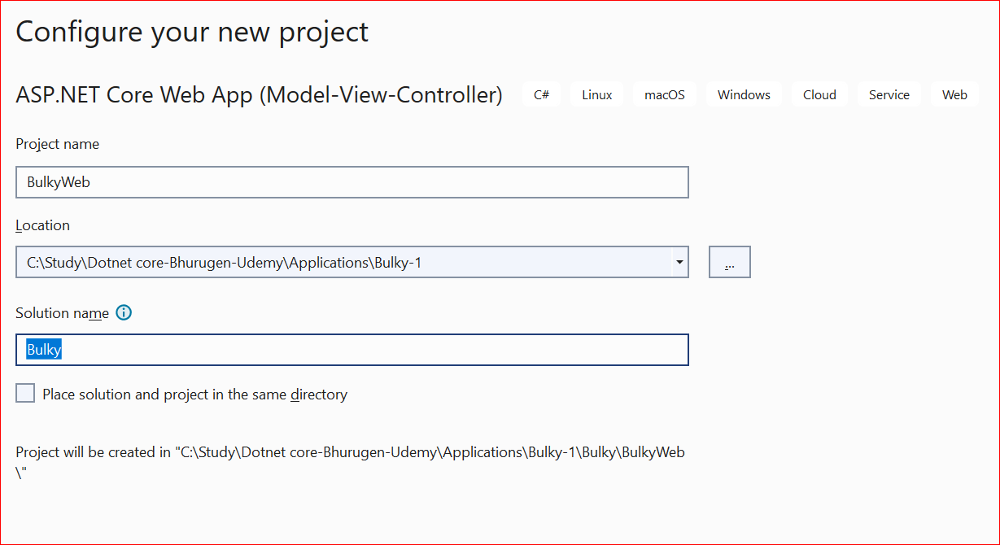 Configure your new project
ASP.NET Core Web App (Model-View-Controller) C# Linux macOS Windows Cloud Service Web
Project name
BulkyWeb
Location
C:\Study\Dotnet core-Bhurugen-Udemy\Applications\Bulky-1
...
Solution name
Bulky
Place solution and project in the same directory
Project will be created in "C:\Study\Dotnet core-Bhurugen-Udemy\Applications\Bulky-1\Bulky\BulkyWeb
\"